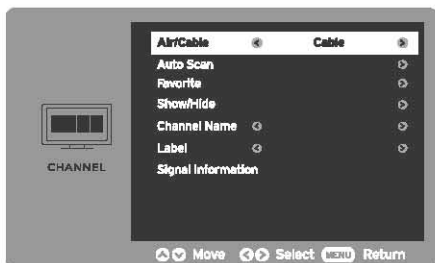 Air/Cable Cable
Auto Scan
Favorite
Show/Hide
Channel Name
Label
Signal Information
CHANNEL
Move Select MENU Return